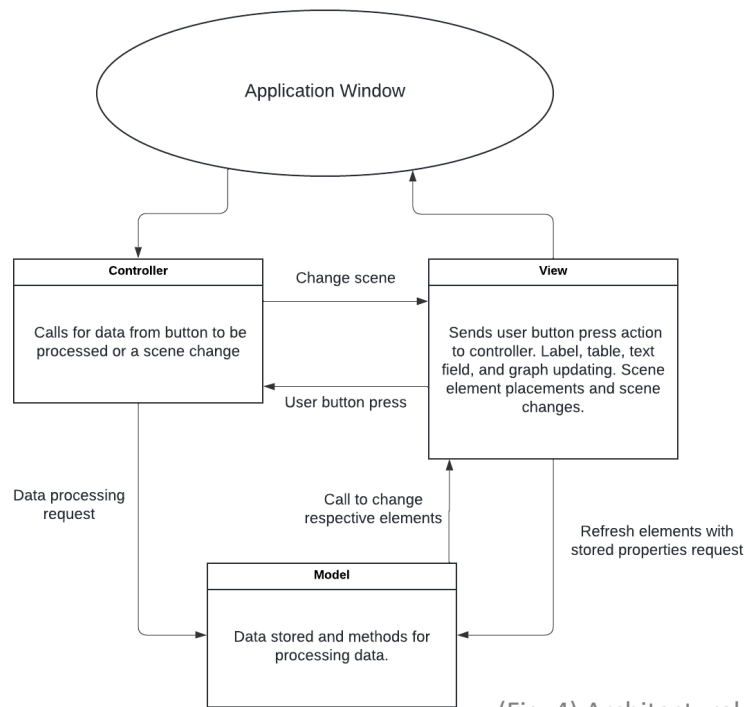 Application Window
Controller
Calls for data from button to be
processed or a scene change
Change scene
User button press
View
Sends user button press action
to controller. Label, table, text
field, and graph updating. Scene
element placements and scene
changes.
Data processing
request
Call to change
respective elements
Refresh elements with
stored properties request
Model
Data stored and methods for
processing data.
(Fig. 4) Architectural